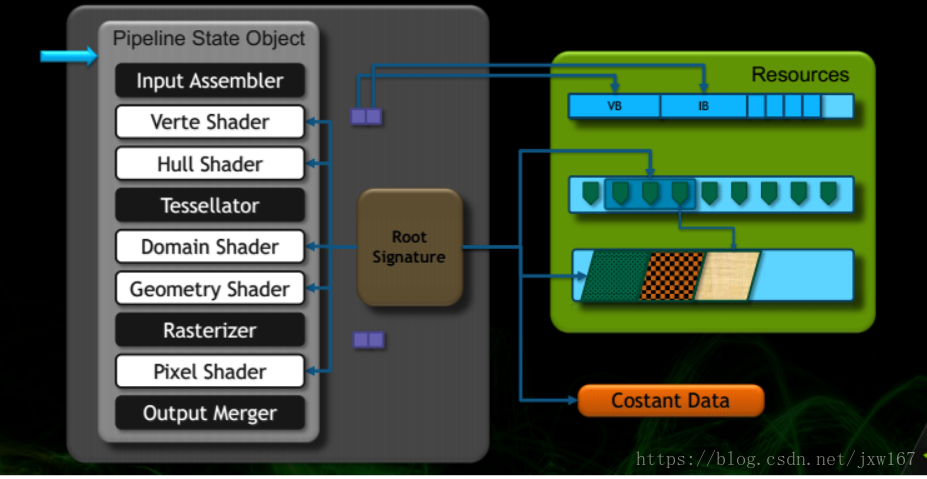 Pipeline State Object
Input Assembler
Verte Shader
Hull Shader
Tessellator
Domain Shader
Geometry Shader
Rasterizer
Pixel Shader
Output Merger
Root
Signature
Resources
VB
IB
Costant Data
https://blog.csdn.net/jxw167